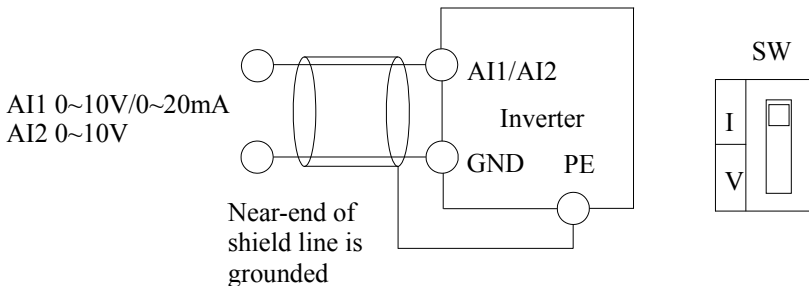 SW
AI1/AI2
AI1 0~10V/0~20mA
AI2 0~10V
Inverter
I
GND
PE
V
Near-end of
shield line is
grounded